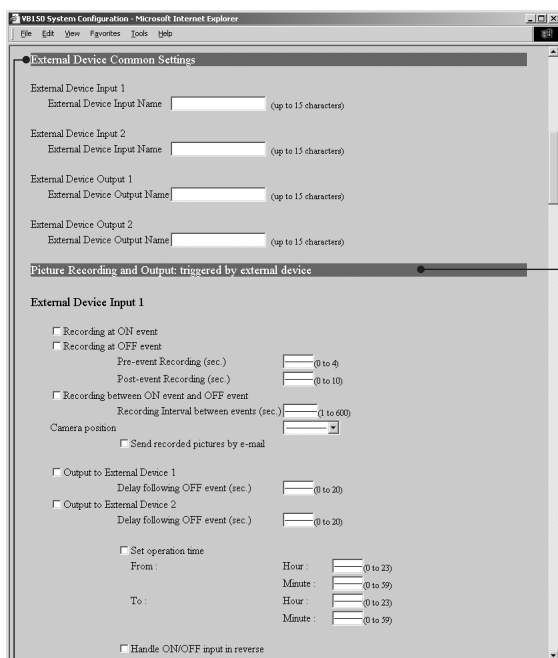 VB150 System Configuration - Microsoft Internet Explorer
File Edit View Favorites Tools Help
External Device Common Settings
External Device Input 1
External Device Input Name (up to 15 characters)
External Device Input 2
External Device Input Name (up to 15 characters)
External Device Output 1
External Device Output Name (up to 15 characters)
External Device Output 2
External Device Output Name (up to 15 characters)
Picture Recording and Output: triggered by external device
External Device Input 1
Recording at ON event
Recording at OFF event
Pre-event Recording (sec.) (0 to 4)
Post-event Recording (sec.) (0 to 10)
Recording between ON event and OFF event
Recording Interval between events (sec.) (1 to 600)
Camera position
Send recorded pictures by e-mail
Output to External Device 1
Delay following OFF event (sec.) (0 to 20)
Output to External Device 2
Delay following OFF event (sec.) (0 to 20)
Set operation time
From : Hour : (0 to 23)
Minute : (0 to 59)
To : Hour : (0 to 23)
Minute : (0 to 59)
Handle ON/OFF input in reverse